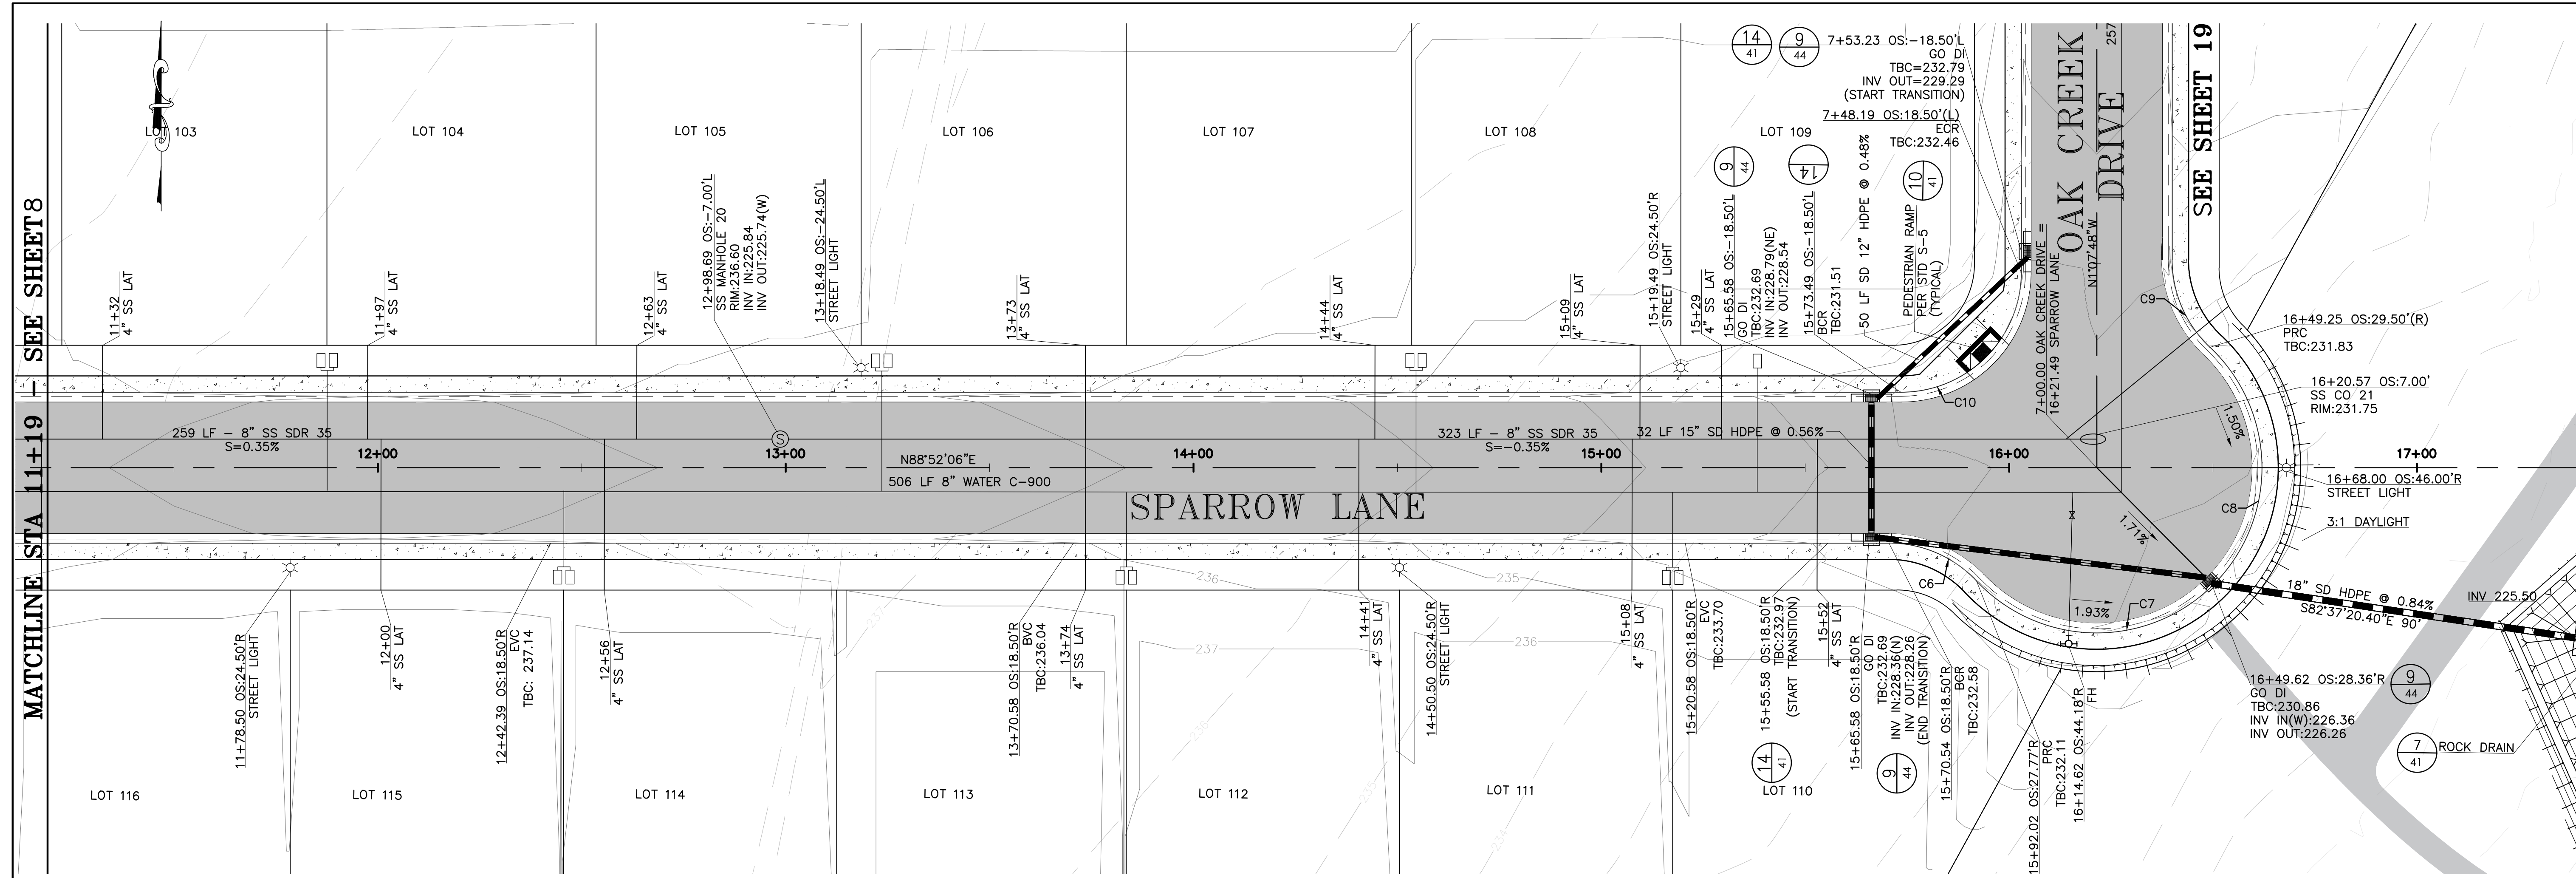 MATCHLINE STA 11+19 - SEE SHEET 8
LOT 103
LOT 104
LOT 105
LOT 106
LOT 107
LOT 108
LOT 109
11+32
4" SS LAT
11+97
4" SS LAT
12+63
4" SS LAT
12+98.69 OS:-7.00'L
SS MANHOLE 20
RIM:236.60
INV IN:225.84
INV OUT:225.74(W)
13+18.49 OS:-24.50'L
STREET LIGHT
13+73
4" SS LAT
14+44
4" SS LAT
15+09
4" SS LAT
15+19.49 OS:24.50'R
STREET LIGHT
15+29
4" SS LAT
9
44
15+65.58 OS:-18.50'L
GO DI
TBC:232.69
INV IN:228.79(NE)
INV OUT:228.54
14
15+73.49 OS:-18.50'L
BCR
TBC:231.51
50 LF SD 12" HDPE @ 0.48%
10
41
PEDESTRIAN RAMP
PER STD S-5
(TYPICAL)
14
41
9
44
7+53.23 OS:-18.50'L
GO DI
TBC=232.79
INV OUT=229.29
(START TRANSITION)
7+48.19 OS:18.50'(L)
ECR
TBC:232.46
257
OAK CREEK
DRIVE
N1°07'48"W
7+00.00 OAK CREEK DRIVE =
16+21.49 SPARROW LANE
SEE SHEET 19
C9
16+49.25 OS:29.50'(R)
PRC
TBC:231.83
16+20.57 OS:7.00'
SS CO 21
RIM:231.75
1.50%
C10
259 LF - 8" SS SDR 35
S=0.35%
S
323 LF - 8" SS SDR 35
S=-0.35%
32 LF 15" SD HDPE @ 0.56%
12+00
13+00
14+00
15+00
16+00
17+00
N88°52'06"E
506 LF 8" WATER C-900
SPARROW LANE
16+68.00 OS:46.00'R
STREET LIGHT
C8
3:1 DAYLIGHT
1.71%
C6
1.93%
C7
18" SD HDPE @ 0.84%
S82°37'20.40"E 90'
INV 225.50
236
235
237
237
236
236
235
234
11+78.50 OS:24.50'R
STREET LIGHT
12+00
4" SS LAT
12+42.39 OS:18.50'R
EVC
TBC: 237.14
12+56
4" SS LAT
13+70.58 OS:18.50'R
BVC
TBC:236.04
13+74
4" SS LAT
14+41
4" SS LAT
14+50.50 OS:24.50'R
STREET LIGHT
15+08
4" SS LAT
15+20.58 OS:18.50'R
EVC
TBC:233.70
15+55.58 OS:18.50'R
TBC:232.97
(START TRANSITION)
14
41
15+52
4" SS LAT
15+65.58 OS:18.50'R
GO DI
TBC:232.69
INV IN:228.36(N)
INV OUT:228.26
(END TRANSITION)
9
44
15+70.54 OS:18.50'R
BCR
TBC:232.58
15+92.02 OS:27.77'R
PRC
TBC:232.11
16+14.62 OS:44.18'R
FH
16+49.62 OS:28.36'R
GO DI
TBC:230.86
INV IN(W):226.36
INV OUT:226.26
9
44
7
41
ROCK DRAIN
LOT 116
LOT 115
LOT 114
LOT 113
LOT 112
LOT 111
LOT 110